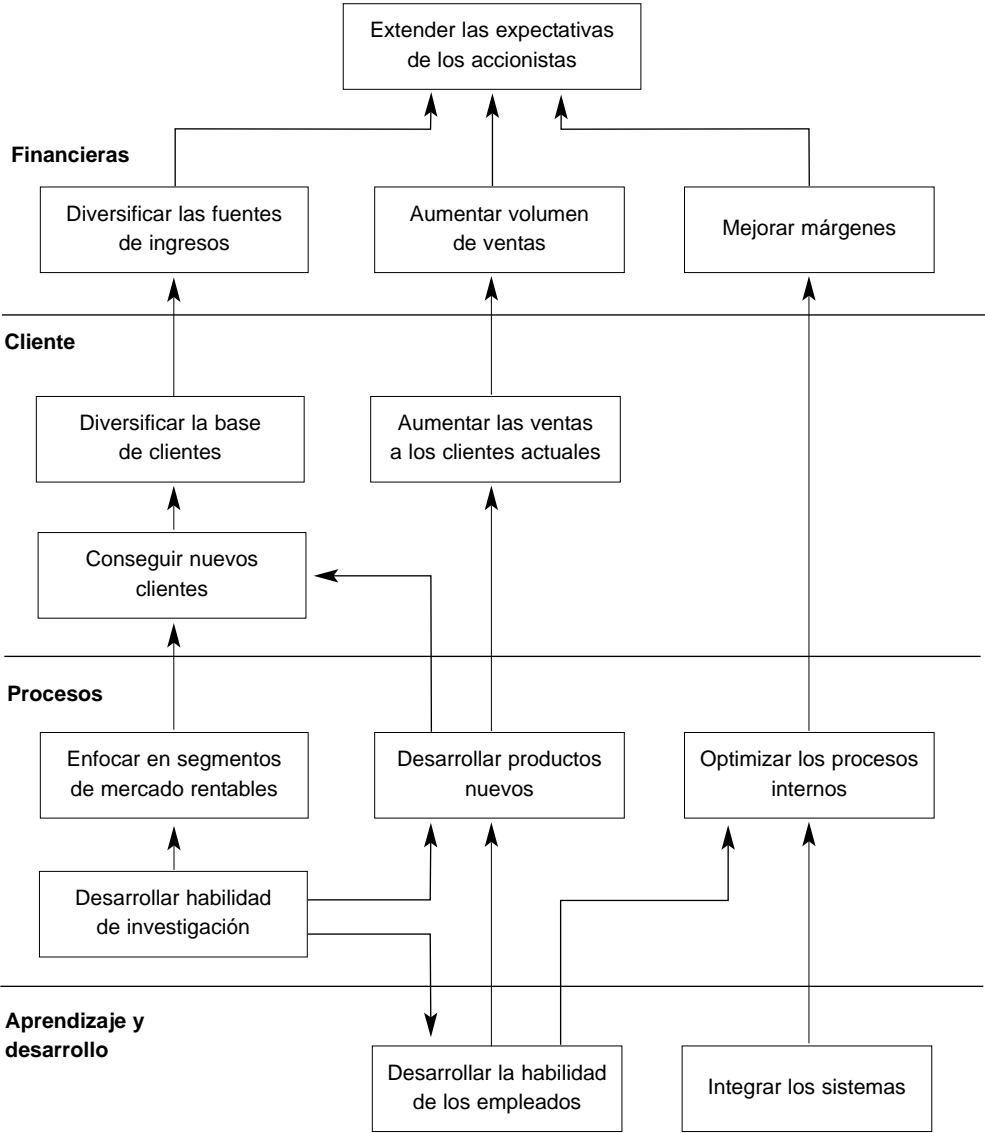 Extender las expectativas
de los accionistas
Financieras
Diversificar las fuentes
de ingresos
Aumentar volumen
de ventas
Mejorar márgenes
Cliente
Diversificar la base
de clientes
Aumentar las ventas
a los clientes actuales
Conseguir nuevos
clientes
Procesos
Enfocar en segmentos
de mercado rentables
Desarrollar productos
nuevos
Optimizar los procesos
internos
Desarrollar habilidad
de investigación
Aprendizaje y
desarrollo
Desarrollar la habilidad
de los empleados
Integrar los sistemas